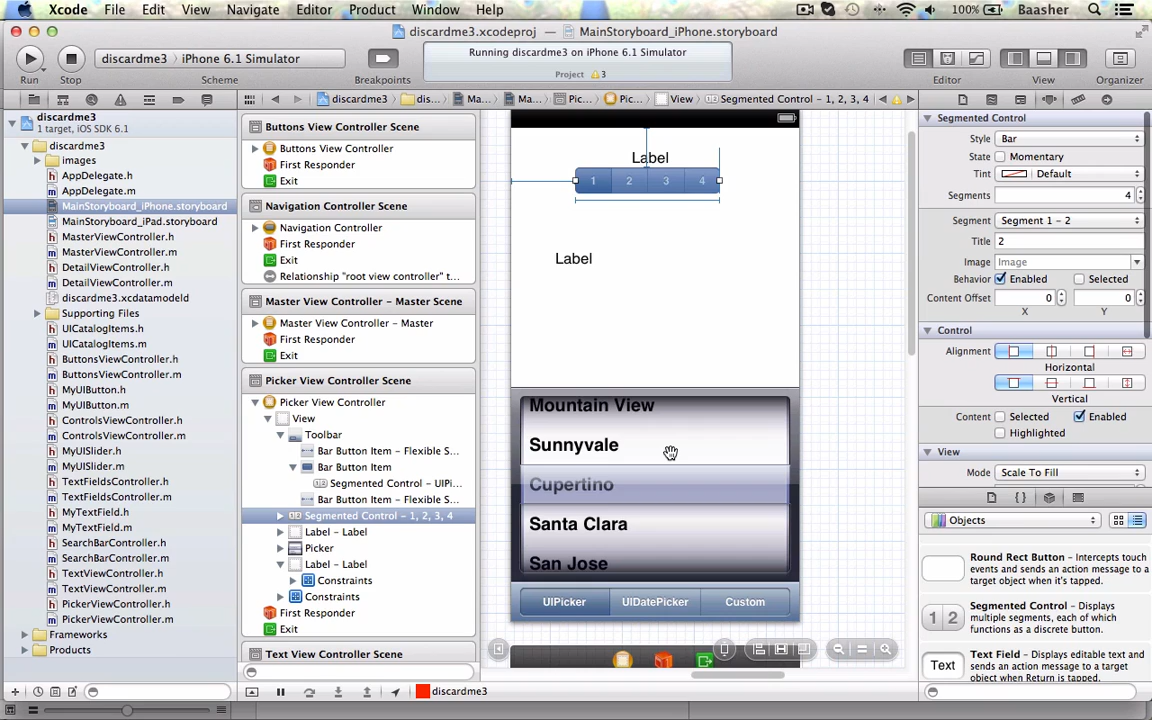 Xcode File Edit View Navigate Editor Product Window Help 100% Baasher
discardme3.xcodeproj — MainStoryboard_iPhone.storyboard
discardme3 iPhone 6.1 Simulator
Running discardme3 on iPhone 6.1 Simulator
Project 3
Run Stop Scheme Breakpoints Editor View Organizer
discardme3 dis... Ma... Ma... Pic... Pic... View Segmented Control – 1, 2, 3, 4
discardme3
1 target, iOS SDK 6.1
discardme3
images
AppDelegate.h
AppDelegate.m
MainStoryboard_iPhone.storyboard
MainStoryboard_iPad.storyboard
MasterViewController.h
MasterViewController.m
DetailViewController.h
DetailViewController.m
discardme3.xcdatamodeld
Supporting Files
UICatalogItems.h
UICatalogItems.m
ButtonsViewController.h
ButtonsViewController.m
MyUIButton.h
MyUIButton.m
ControlsViewController.h
ControlsViewController.m
MyUISlider.h
MyUISlider.m
TextFieldsController.h
TextFieldsController.m
MyTextField.h
MyTextField.m
SearchBarController.h
SearchBarController.m
TextViewController.h
TextViewController.m
PickerViewController.h
PickerViewController.m
Frameworks
Products
Buttons View Controller Scene
Buttons View Controller
First Responder
Exit
Navigation Controller Scene
Navigation Controller
First Responder
Exit
Relationship "root view controller" t...
Master View Controller – Master Scene
Master View Controller – Master
First Responder
Exit
Picker View Controller Scene
Picker View Controller
View
Toolbar
Bar Button Item – Flexible S...
Bar Button Item
Segmented Control – UIPi...
Bar Button Item – Flexible S...
Segmented Control – 1, 2, 3, 4
Label – Label
Picker
Label – Label
Constraints
Constraints
First Responder
Exit
Text View Controller Scene
discardme3
Label
1 2 3 4
Label
Mountain View
Sunnyvale
Cupertino
Santa Clara
San Jose
UIPicker UIDatePicker Custom
Segmented Control
Style Bar
State Momentary
Tint Default
Segments 4
Segment Segment 1 – 2
Title 2
Image Image
Behavior Enabled Selected
Content Offset 0 0
X Y
Control
Alignment
Horizontal
Vertical
Content Selected Enabled
Highlighted
View
Mode Scale To Fill
Objects
Round Rect Button – Intercepts touch
events and sends an action message to a
target object when it's tapped.
1 2 Segmented Control – Displays
multiple segments, each of which
functions as a discrete button.
Text Text Field – Displays editable text and
sends an action message to a target
object when Return is tapped.